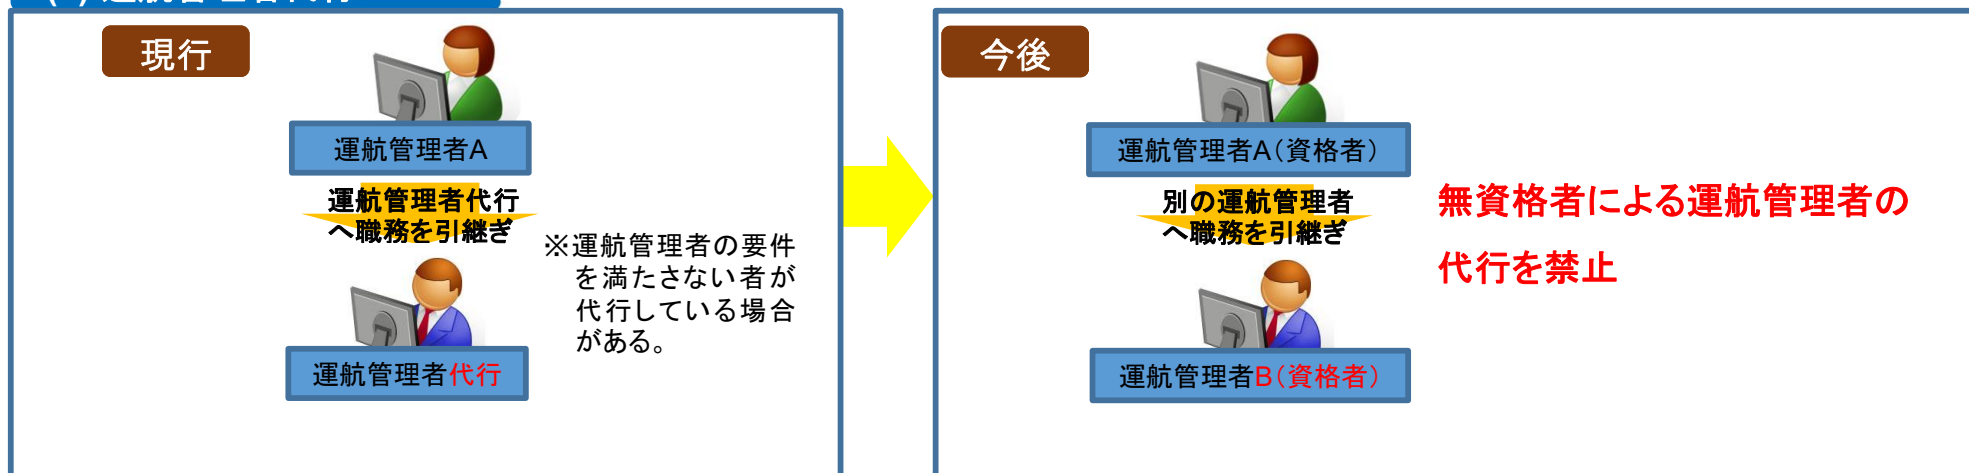 現行
運航管理者A
運航管理者代行
へ職務を引継ぎ
※運航管理者の要件
を満たさない者が
代行している場合
がある。
運航管理者代行
今後
運航管理者A(資格者)
別の運航管理者
へ職務を引継ぎ
運航管理者B(資格者)
無資格者による運航管理者の
代行を禁止